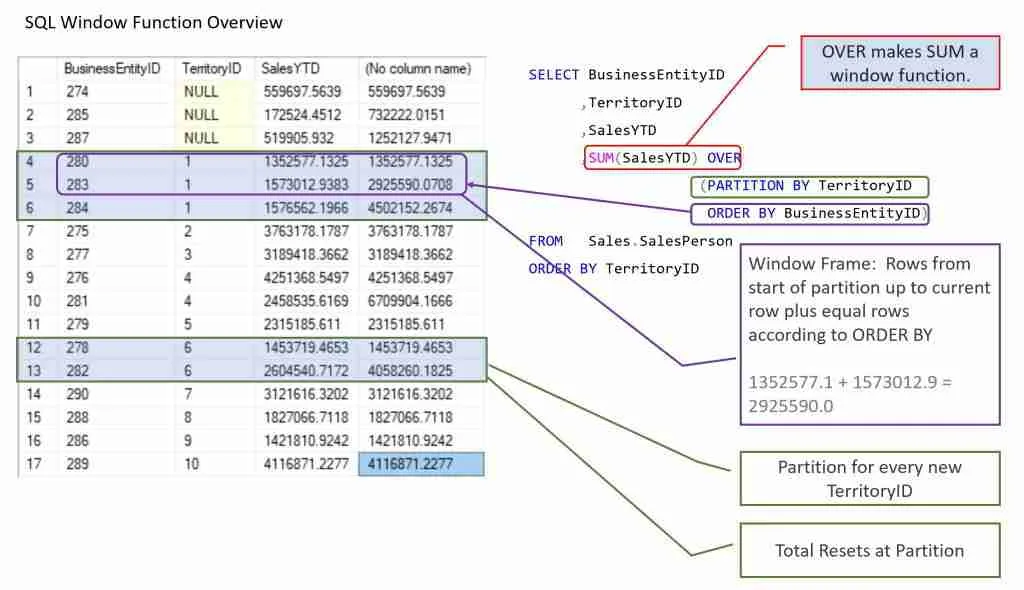 SQL Window Function Overview
BusinessEntityID TerritoryID SalesYTD (No column name)
1 274 NULL 559697.5639 559697.5639
2 285 NULL 172524.4512 732222.0151
3 287 NULL 519905.932 1252127.9471
4 280 1 1352577.1325 1352577.1325
5 283 1 1573012.9383 2925590.0708
6 284 1 1576562.1966 4502152.2674
7 275 2 3763178.1787 3763178.1787
8 277 3 3189418.3662 3189418.3662
9 276 4 4251368.5497 4251368.5497
10 281 4 2458535.6169 6709904.1666
11 279 5 2315185.611 2315185.611
12 278 6 1453719.4653 1453719.4653
13 282 6 2604540.7172 4058260.1825
14 290 7 3121616.3202 3121616.3202
15 288 8 1827066.7118 1827066.7118
16 286 9 1421810.9242 1421810.9242
17 289 10 4116871.2277 4116871.2277
SELECT BusinessEntityID
,TerritoryID
,SalesYTD
,SUM(SalesYTD) OVER
(PARTITION BY TerritoryID
ORDER BY BusinessEntityID)
FROM Sales.SalesPerson
ORDER BY TerritoryID
OVER makes SUM a
window function.
Window Frame: Rows from
start of partition up to current
row plus equal rows
according to ORDER BY
1352577.1 + 1573012.9 =
2925590.0
Partition for every new
TerritoryID
Total Resets at Partition